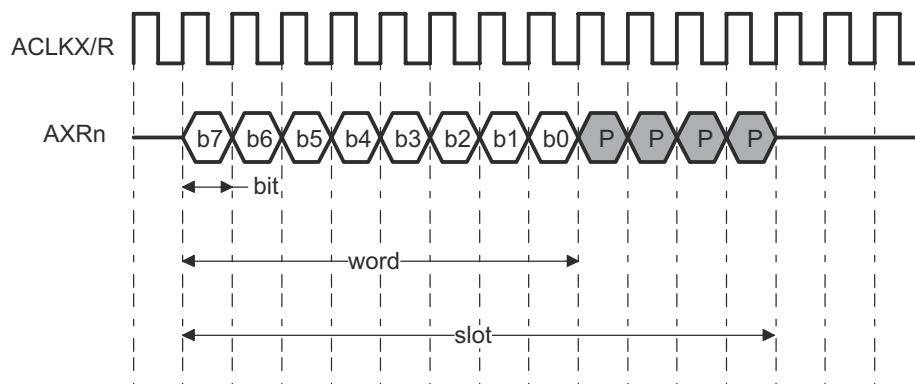 ACLKX/R
AXRn
b7 b6 b5 b4 b3 b2 b1 b0 P P P P
bit
word
slot